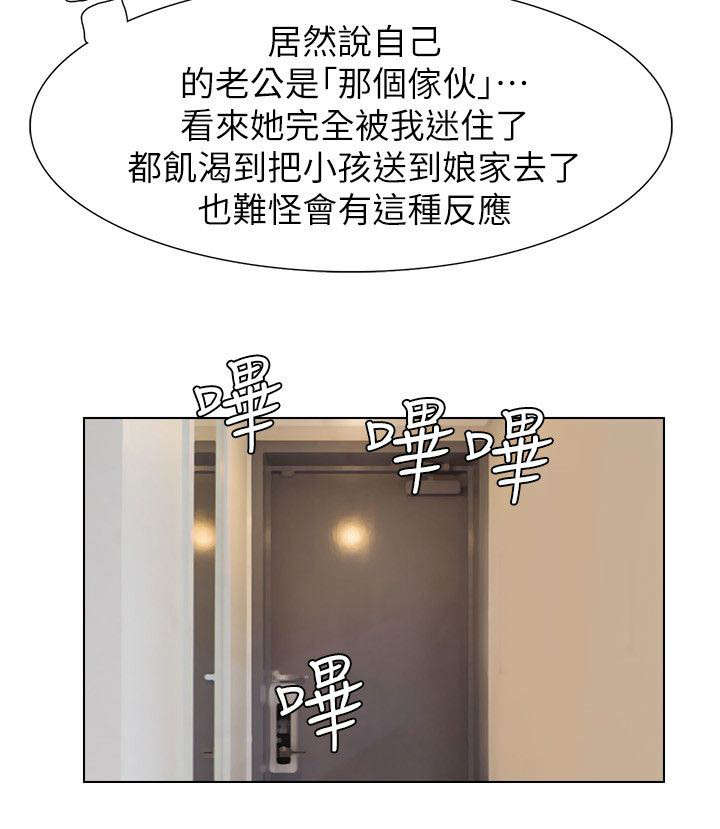 居然說自己
的老公是「那個傢伙」⋯
看來她完全被我迷住了
都飢渴到把小孩送到娘家去了
也難怪會有這種反應
嗶
嗶
嗶
嗶